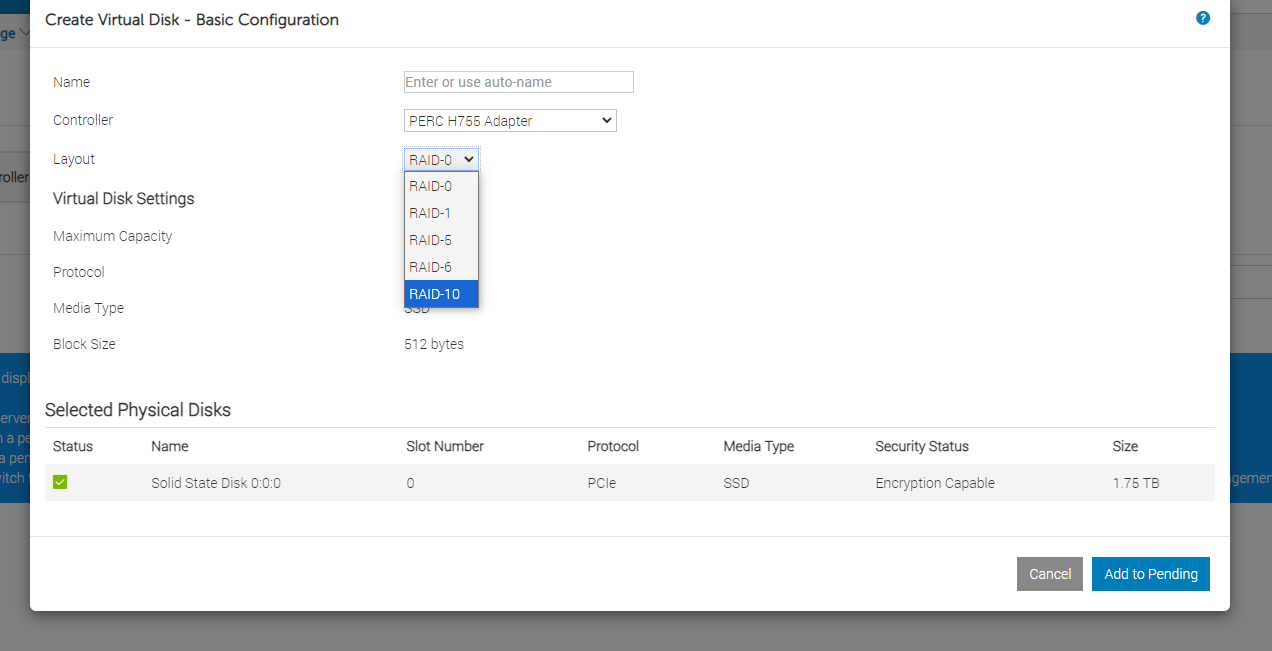 Create Virtual Disk - Basic Configuration
?
ge
Name
Enter or use auto-name
Controller
PERC H755 Adapter
Layout
RAID-0
RAID-0
RAID-1
RAID-5
RAID-6
RAID-10
roller
Virtual Disk Settings
Maximum Capacity
Protocol
Media Type
SSD
Block Size
512 bytes
displ
erver
n a pe
a pen
witch t
gemen
Selected Physical Disks
Status Name Slot Number Protocol Media Type Security Status Size
Solid State Disk 0:0:0 0 PCIe SSD Encryption Capable 1.75 TB
Cancel
Add to Pending